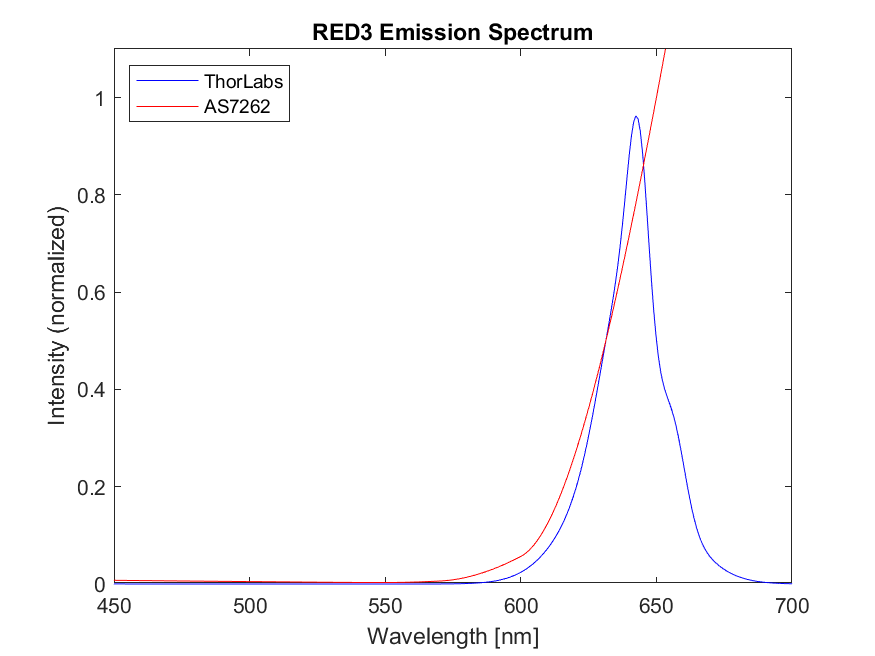 RED3 Emission Spectrum
ThorLabs
AS7262
1
0.8
0.6
0.4
0.2
0
Intensity (normalized)
450 500 550 600 650 700
Wavelength [nm]